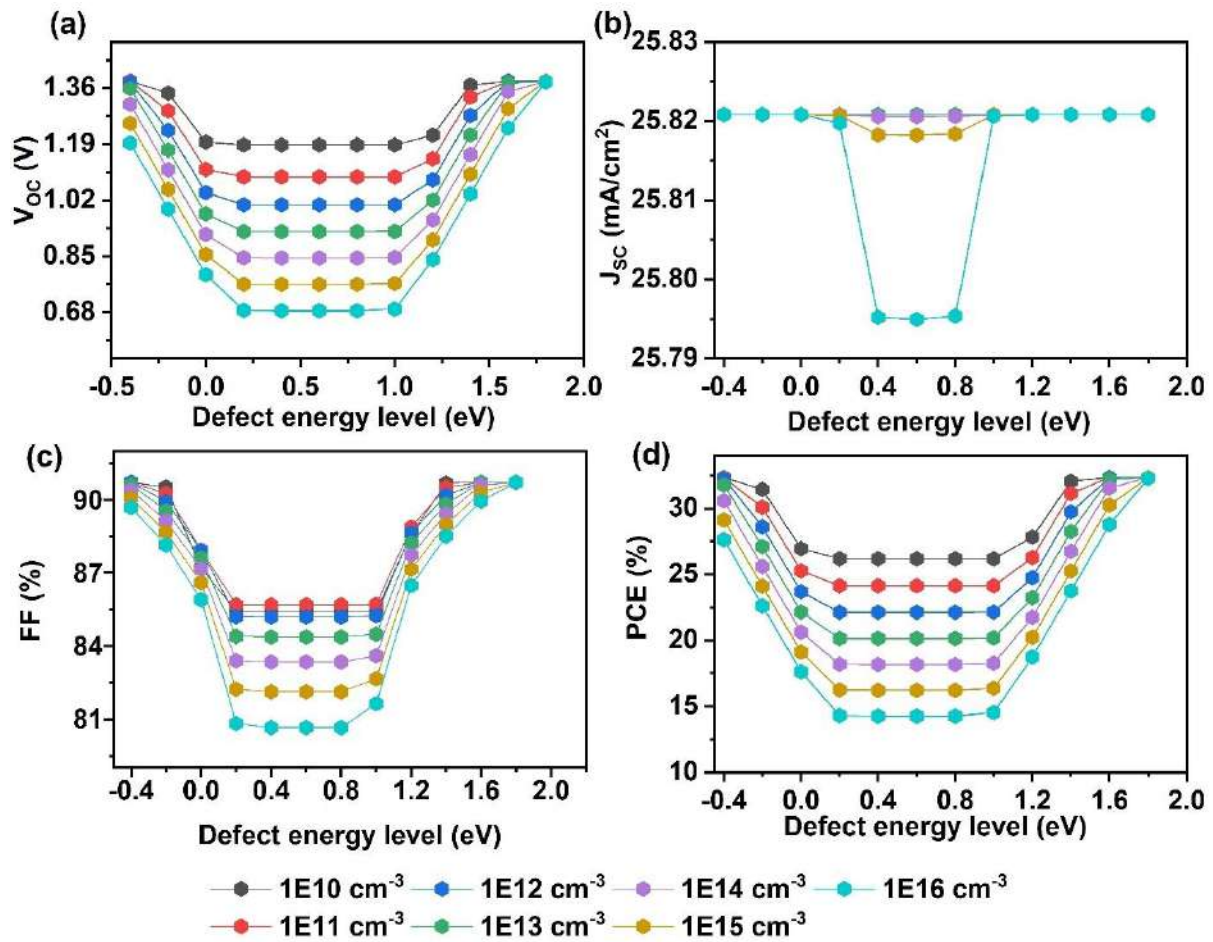 (a)
1.36
1.19
1.02
0.85
0.68
V_OC (V)
-0.5 0.0 0.5 1.0 1.5 2.0
Defect energy level (eV)
(b)
25.83
25.82
25.81
25.80
25.79
J_SC (mA/cm²)
-0.4 0.0 0.4 0.8 1.2 1.6 2.0
Defect energy level (eV)
(c)
90
87
84
81
FF (%)
-0.4 0.0 0.4 0.8 1.2 1.6 2.0
Defect energy level (eV)
(d)
30
25
20
15
10
PCE (%)
-0.4 0.0 0.4 0.8 1.2 1.6 2.0
Defect energy level (eV)
1E10 cm⁻³ 1E12 cm⁻³ 1E14 cm⁻³ 1E16 cm⁻³
1E11 cm⁻³ 1E13 cm⁻³ 1E15 cm⁻³